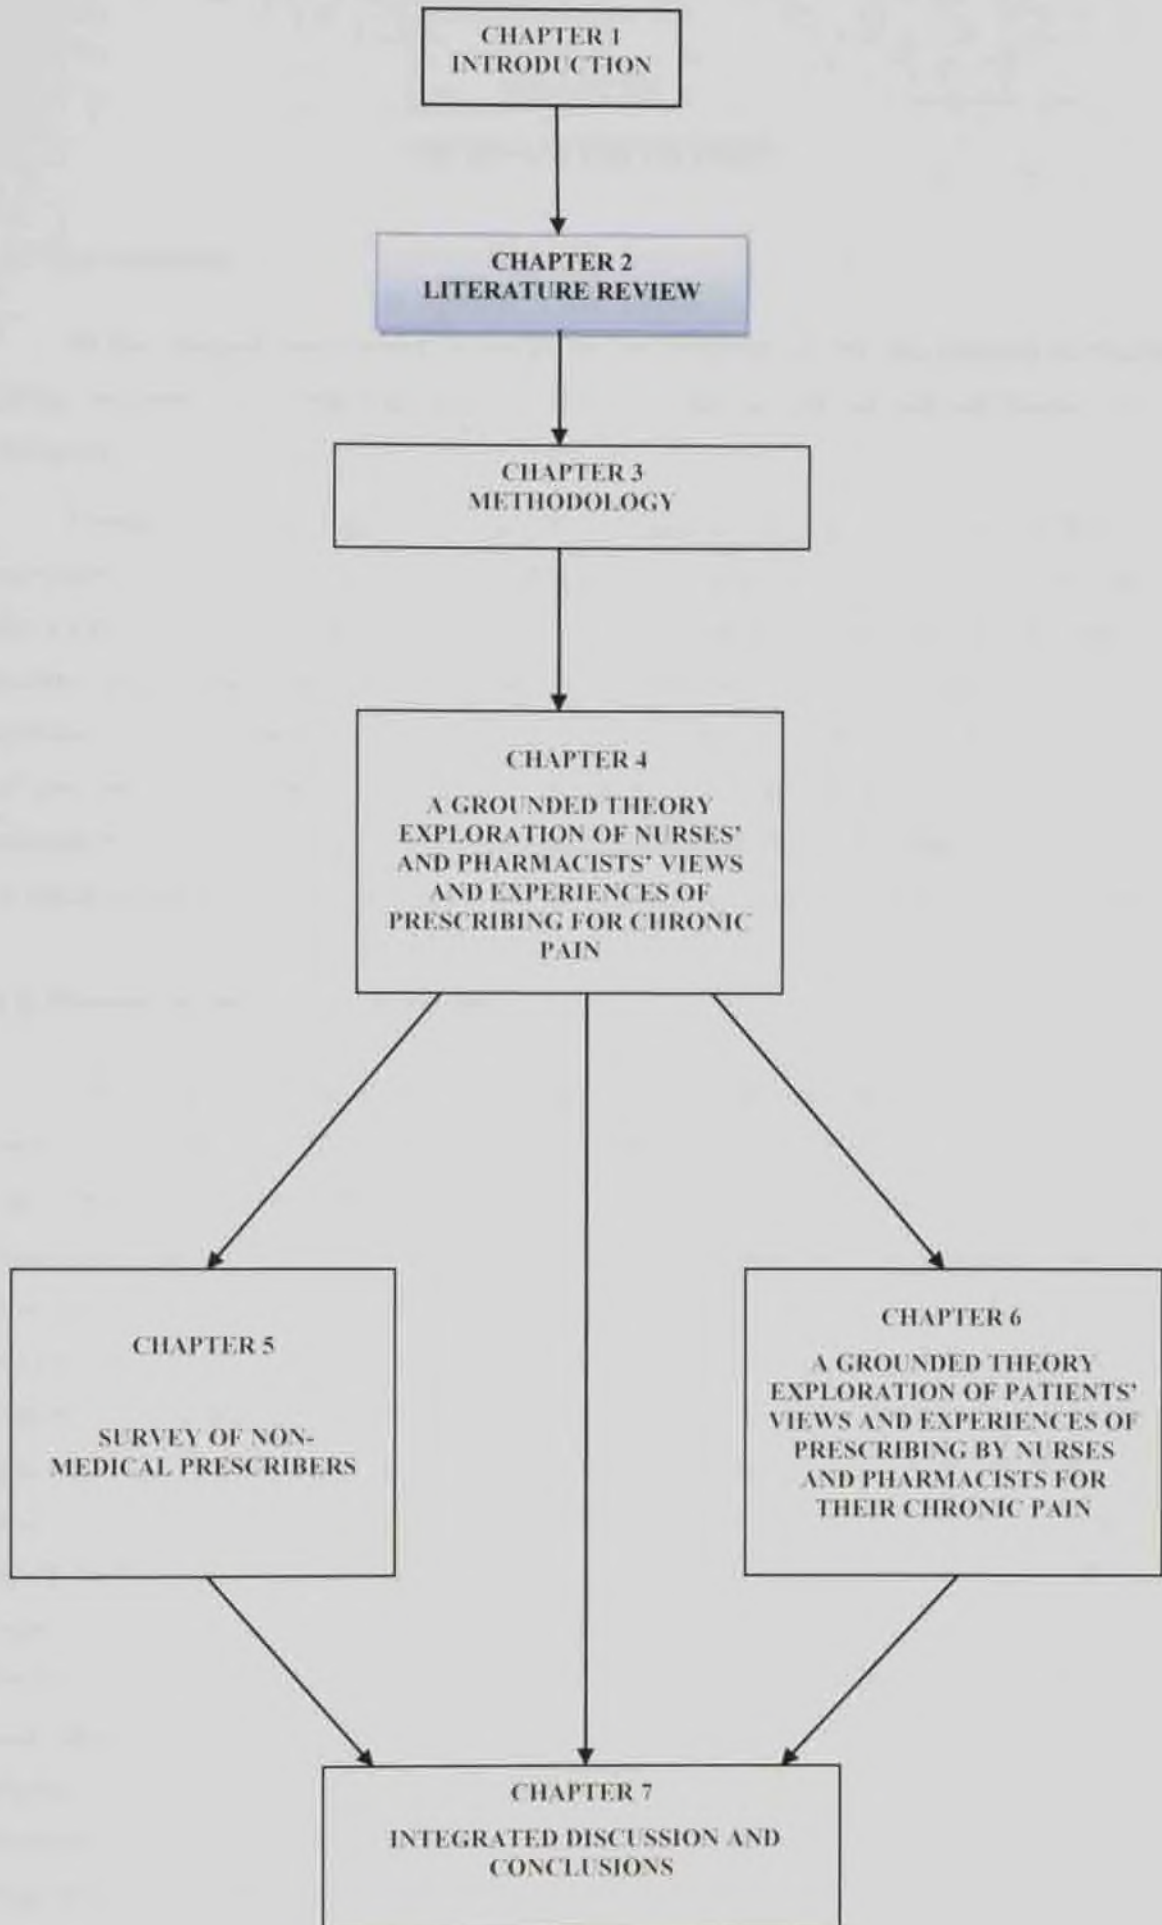 CHAPTER 1
INTRODUCTION
CHAPTER 2
LITERATURE REVIEW
CHAPTER 3
METHODOLOGY
CHAPTER 4
A GROUNDED THEORY
EXPLORATION OF NURSES'
AND PHARMACISTS' VIEWS
AND EXPERIENCES OF
PRESCRIBING FOR CHRONIC
PAIN
CHAPTER 5
SURVEY OF NON-
MEDICAL PRESCRIBERS
CHAPTER 6
A GROUNDED THEORY
EXPLORATION OF PATIENTS'
VIEWS AND EXPERIENCES OF
PRESCRIBING BY NURSES
AND PHARMACISTS FOR
THEIR CHRONIC PAIN
CHAPTER 7
INTEGRATED DISCUSSION AND
CONCLUSIONS